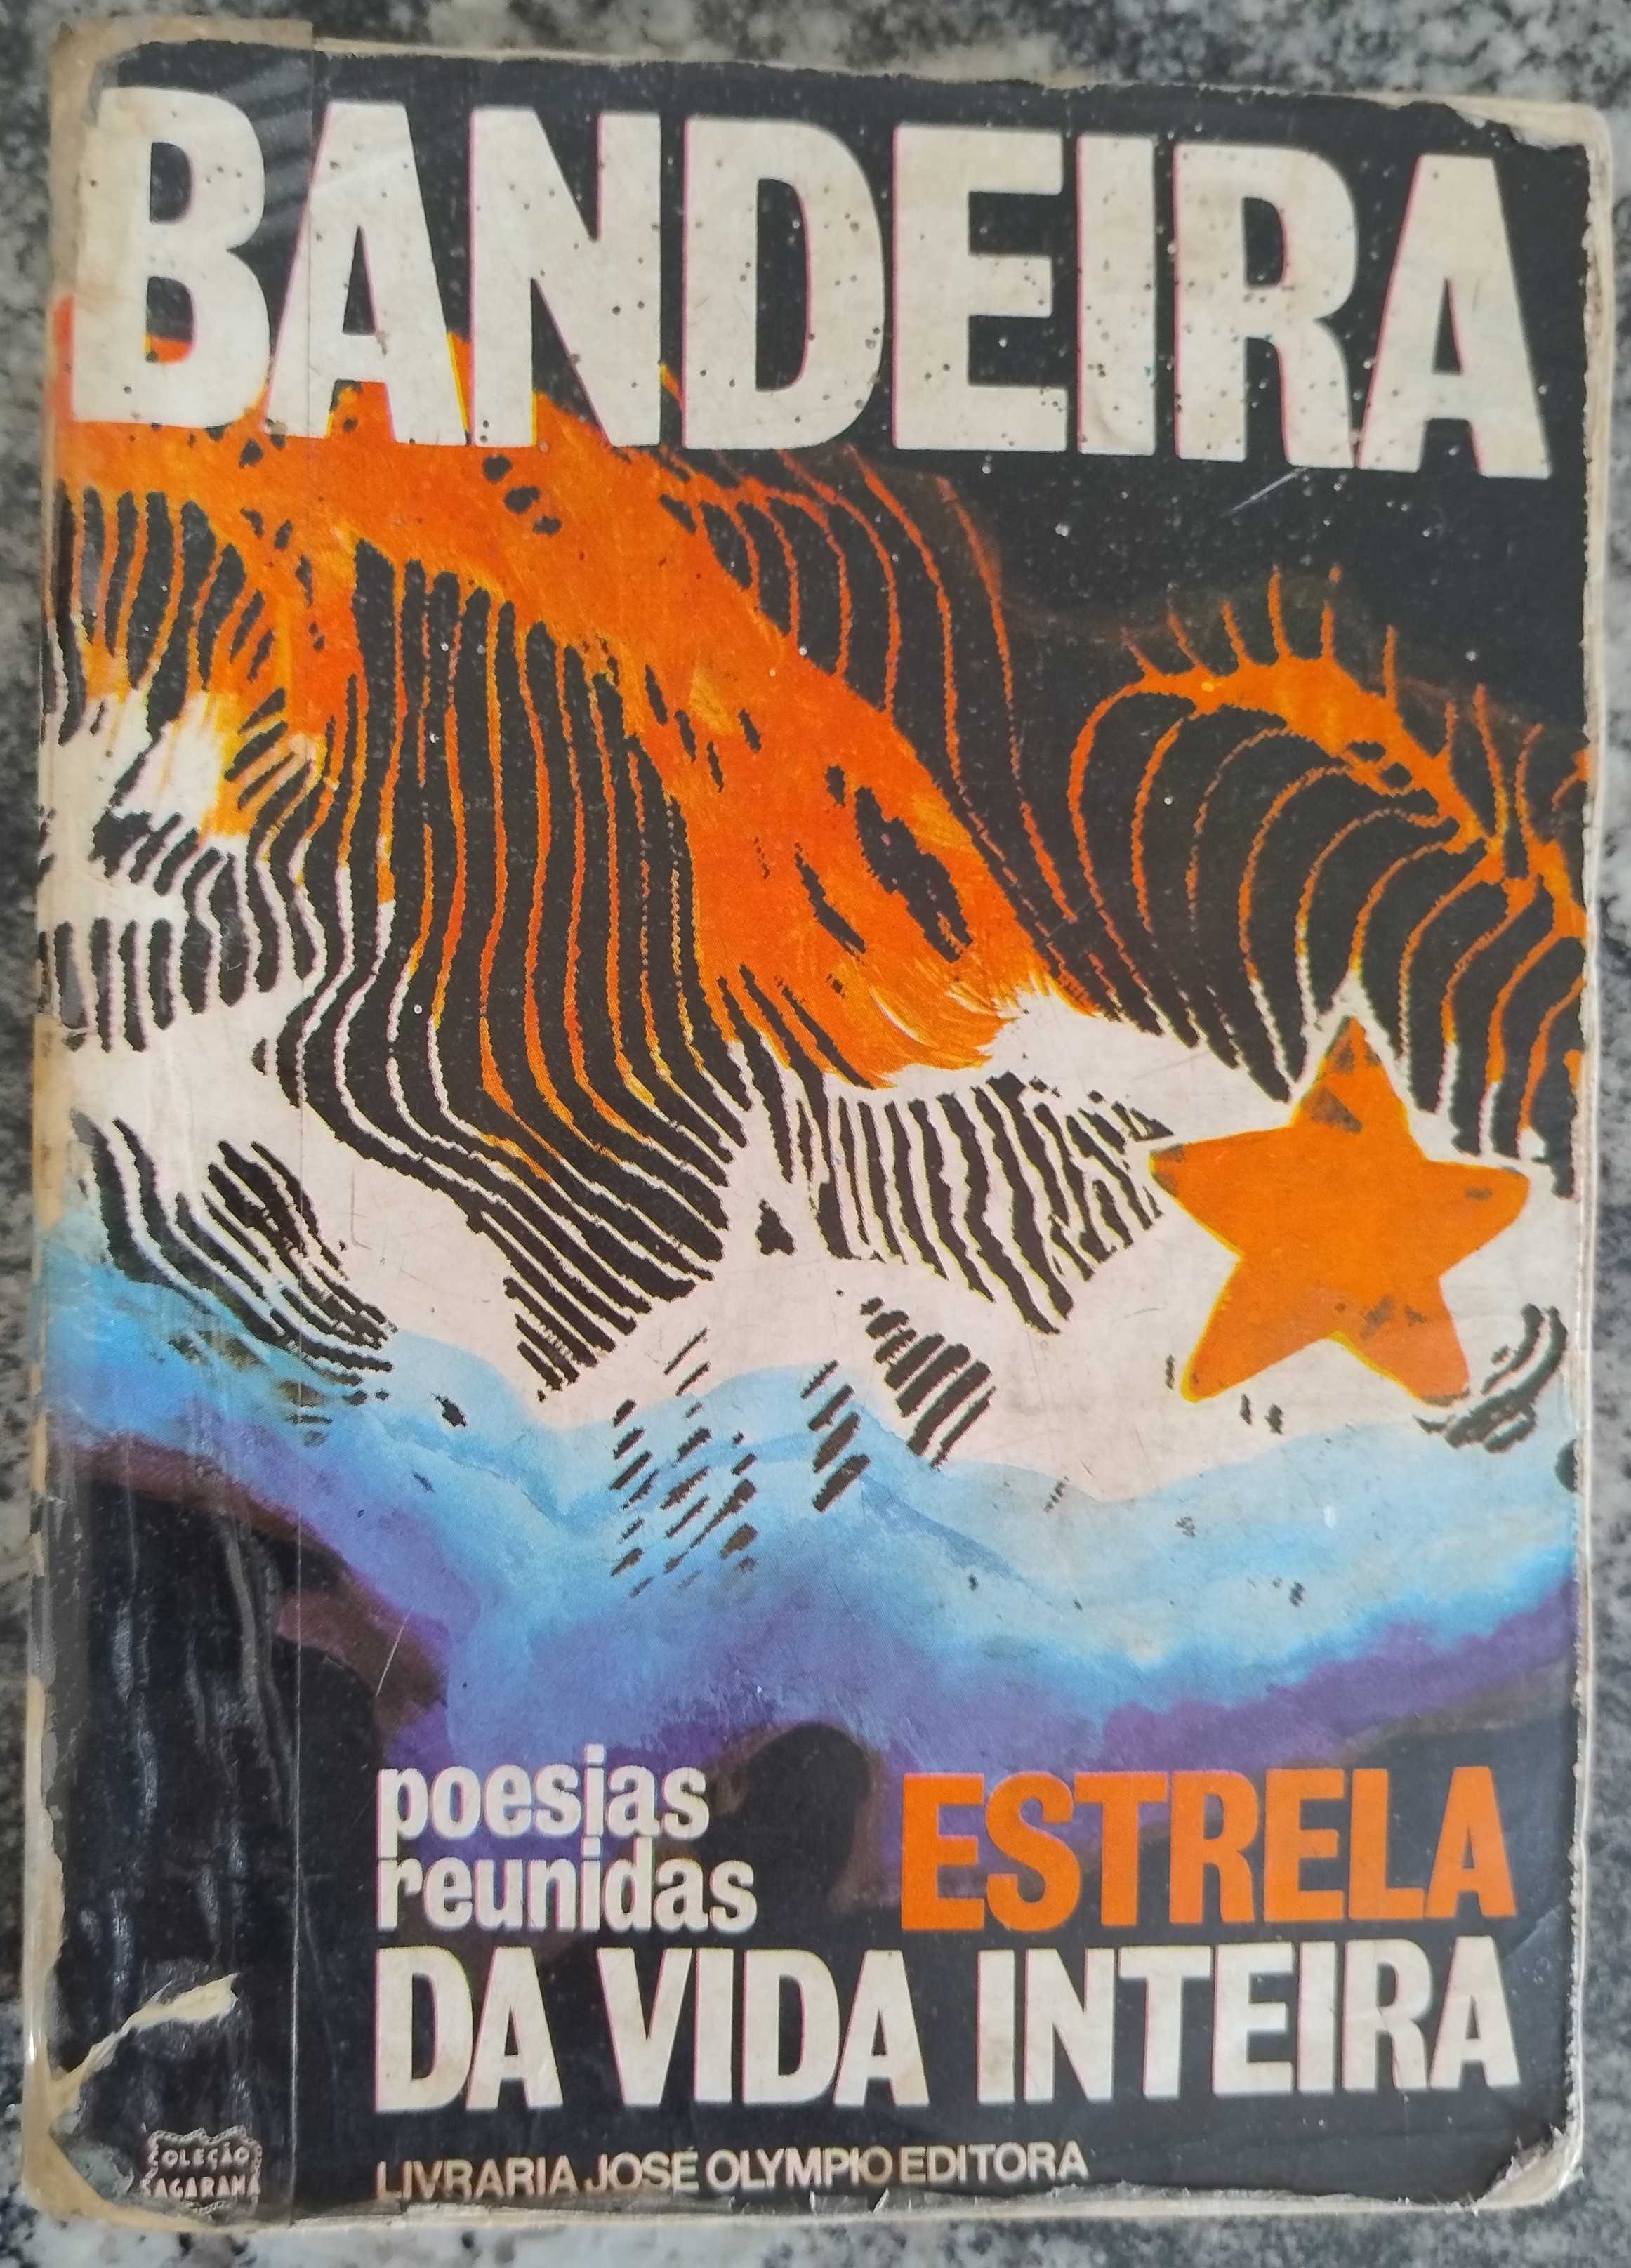 BANDEIRA
poesias
reunidas
ESTRELA
DA VIDA INTEIRA
LIVRARIA JOSÉ OLYMPIO EDITORA
COLEÇÃO
SAGARANA